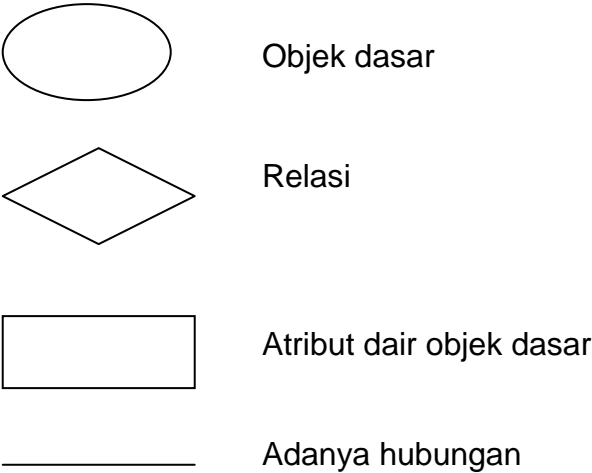 Objek dasar
Relasi
Atribut dair objek dasar
Adanya hubungan